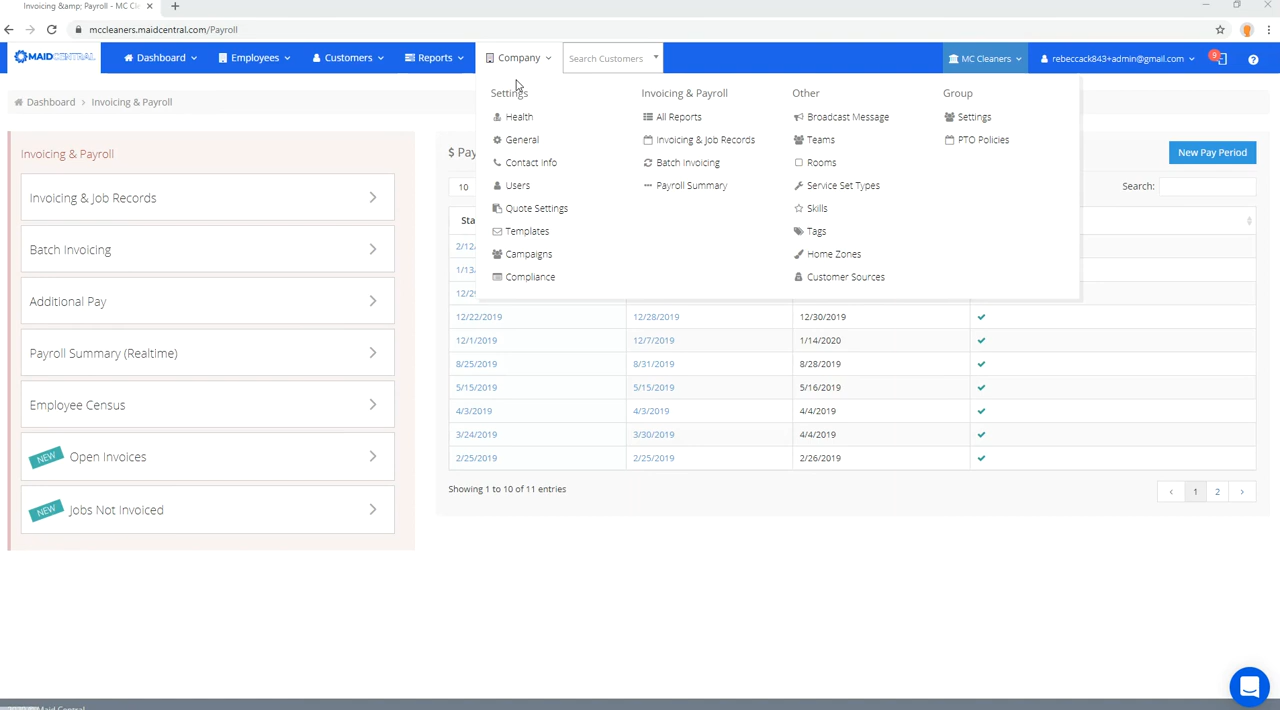 Invoicing &amp; Payroll - MC Cle
mccleaners.maidcentral.com/Payroll
MAIDCENTRAL Dashboard Employees Customers Reports Company Search Customers MC Cleaners rebeccack843+admin@gmail.com 9
Dashboard > Invoicing & Payroll
Settings
Health
General
Contact Info
Users
Quote Settings
Templates
Campaigns
Compliance
Invoicing & Payroll
All Reports
Invoicing & Job Records
Batch Invoicing
Payroll Summary
Other
Broadcast Message
Teams
Rooms
Service Set Types
Skills
Tags
Home Zones
Customer Sources
Group
Settings
PTO Policies
Invoicing & Payroll
Invoicing & Job Records
Batch Invoicing
Additional Pay
Payroll Summary (Realtime)
Employee Census
NEW Open Invoices
NEW Jobs Not Invoiced
$ Pay
New Pay Period
10
Search:
Sta
2/12/
1/13/
12/29
12/22/2019 12/28/2019 12/30/2019
12/1/2019 12/7/2019 1/14/2020
8/25/2019 8/31/2019 8/28/2019
5/15/2019 5/15/2019 5/16/2019
4/3/2019 4/3/2019 4/4/2019
3/24/2019 3/30/2019 4/4/2019
2/25/2019 2/25/2019 2/26/2019
Showing 1 to 10 of 11 entries
‹ 1 2 ›
Maid Central